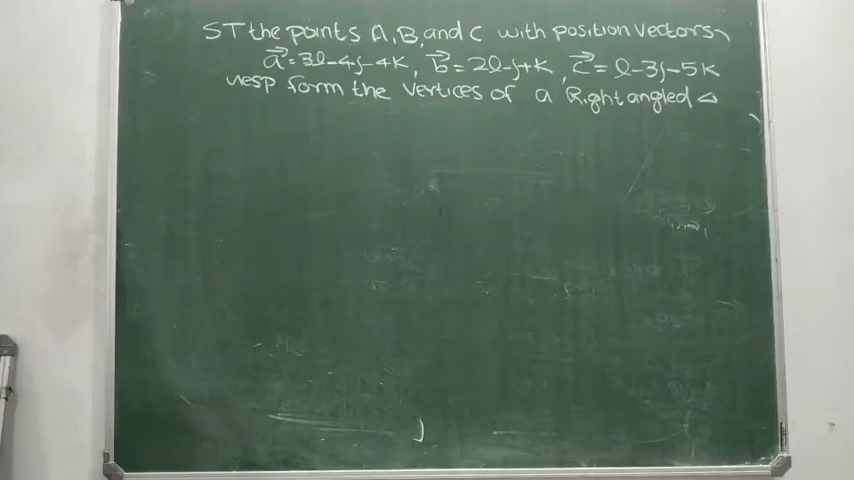 ST the points A, B, and C with position vectors,
a⃗ = 3i-4j-4k, b⃗ = 2i-j+k, c⃗ = i-3j-5k
resp form the vertices of a Right angled △